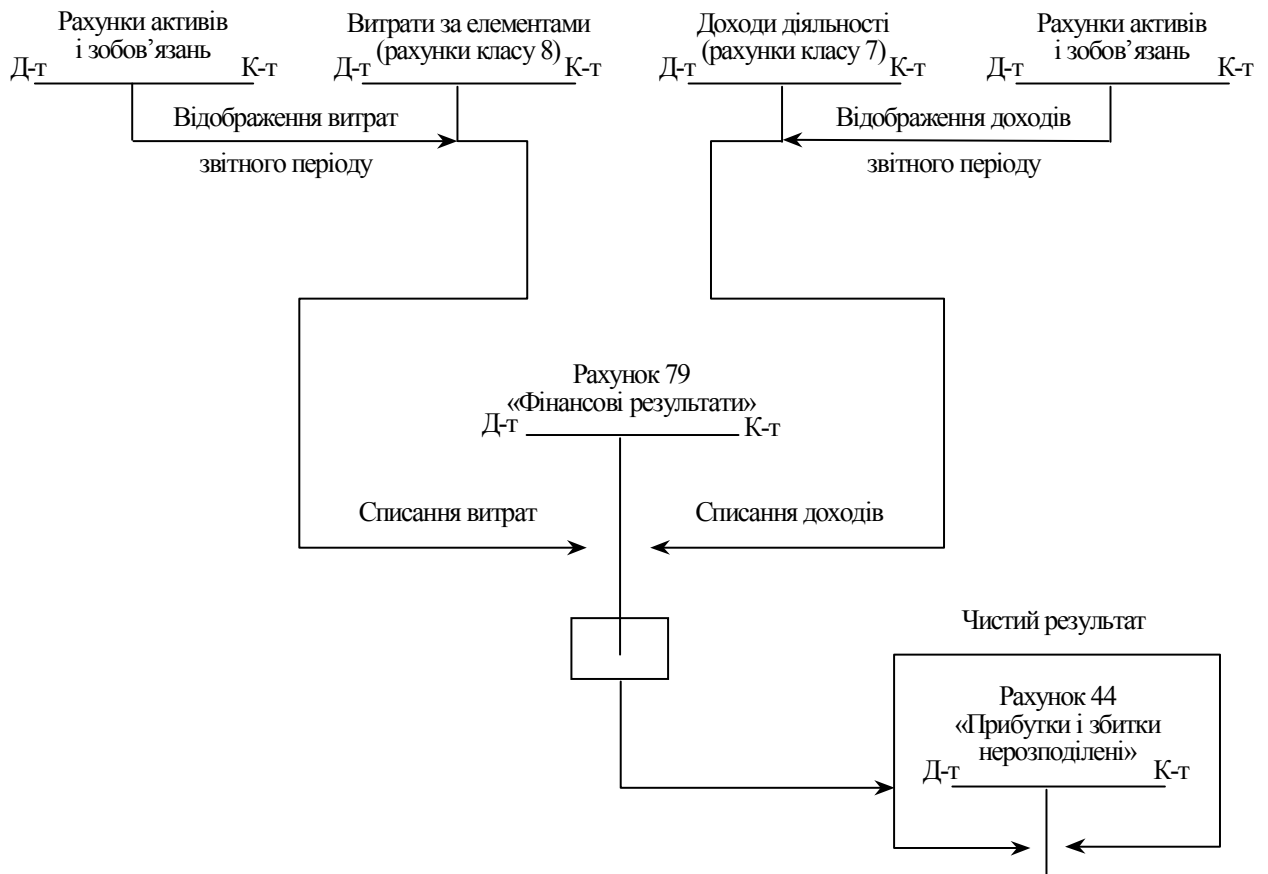 Рахунки активів
і зобов’язань
Д-т К-т
Витрати за елементами
(рахунки класу 8)
Д-т К-т
Доходи діяльності
(рахунки класу 7)
Д-т К-т
Рахунки активів
і зобов’язань
Д-т К-т
Відображення витрат
звітного періоду
Відображення доходів
звітного періоду
Рахунок 79
«Фінансові результати»
Д-т К-т
Списання витрат
Списання доходів
Чистий результат
Рахунок 44
«Прибутки і збитки
нерозподілені»
Д-т К-т